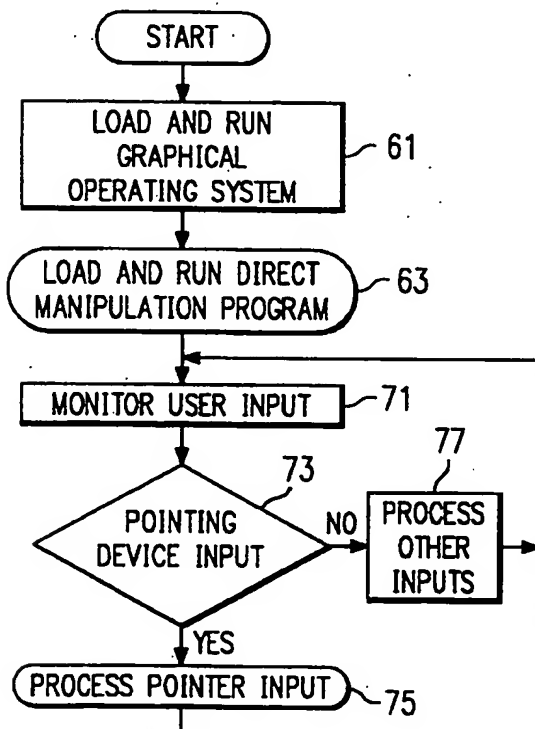 START
LOAD AND RUN
GRAPHICAL
OPERATING SYSTEM
61
LOAD AND RUN DIRECT
MANIPULATION PROGRAM
63
MONITOR USER INPUT
71
POINTING
DEVICE INPUT
73
NO
77
PROCESS
OTHER
INPUTS
YES
PROCESS POINTER INPUT
75